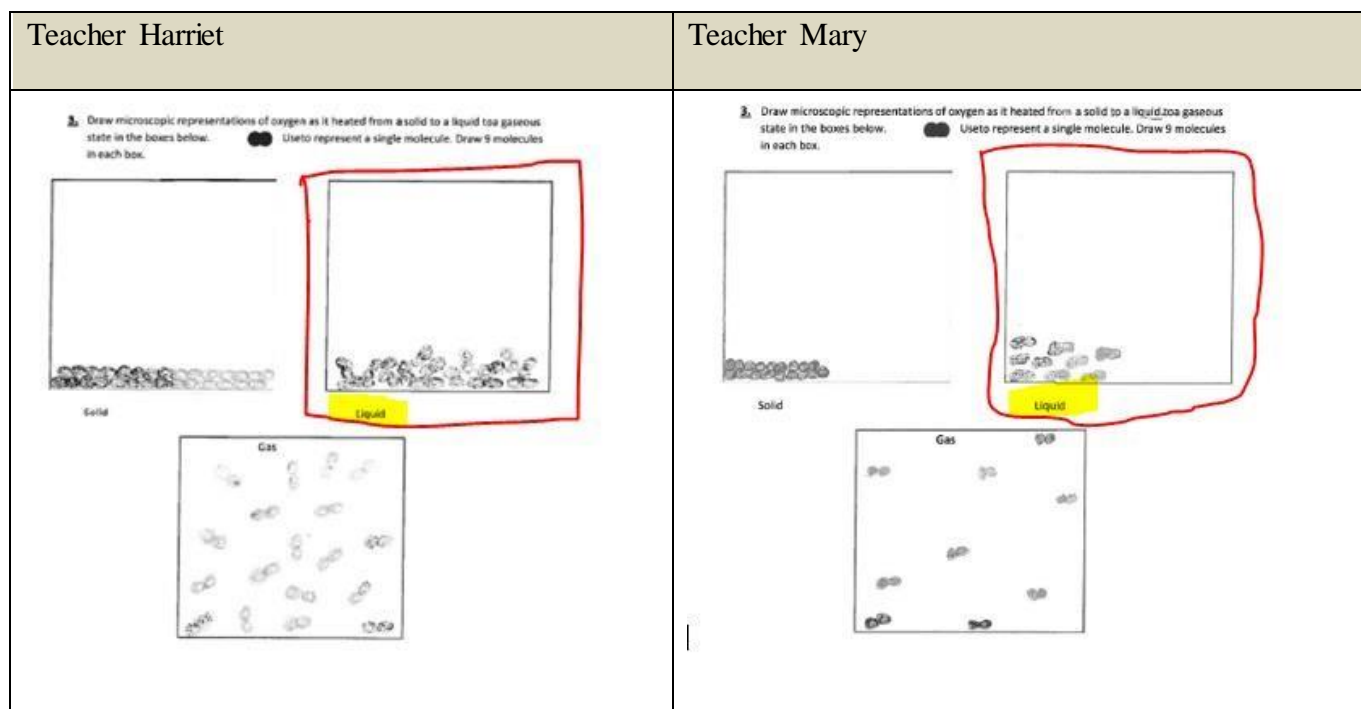 Teacher Harriet
3. Draw microscopic representations of oxygen as it heated from a solid to a liquid toa gaseous
state in the boxes below. Useto represent a single molecule. Draw 9 molecules
in each box.
Solid
Liquid
Gas
Teacher Mary
3. Draw microscopic representations of oxygen as it heated from a solid to a liquid toa gaseous
state in the boxes below. Useto represent a single molecule. Draw 9 molecules
in each box.
Solid
Liquid
Gas